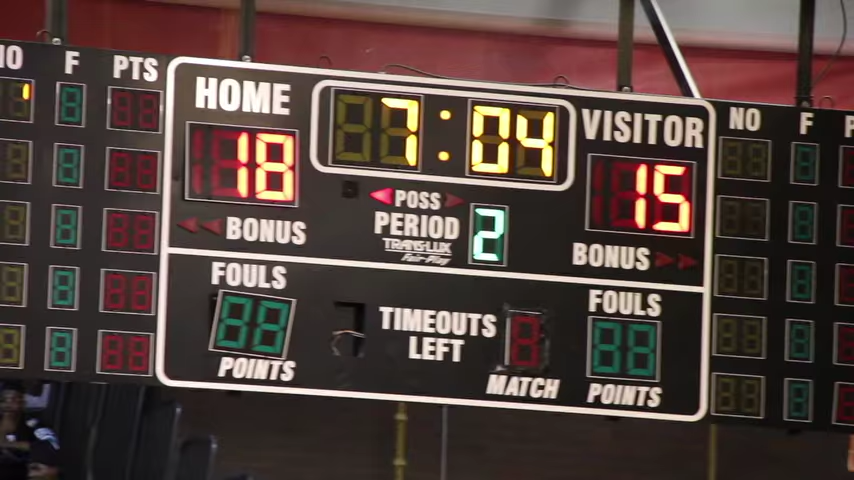 NO F PTS
HOME
18
7:04
VISITOR
15
NO F P
1
POSS
BONUS
PERIOD
2
TRANS-LUX
Fair-Play
BONUS
FOULS
POINTS
TIMEOUTS
LEFT
MATCH
FOULS
POINTS